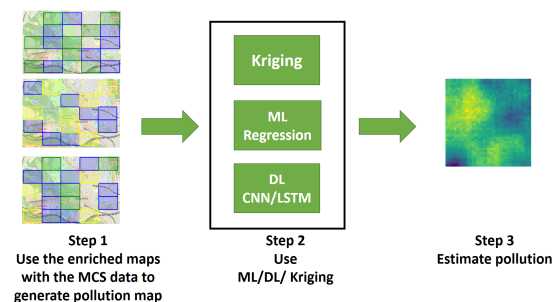 Kriging
ML
Regression
DL
CNN/LSTM
Step 1
Use the enriched maps
with the MCS data to
generate pollution map
Step 2
Use
ML/DL/ Kriging
Step 3
Estimate pollution